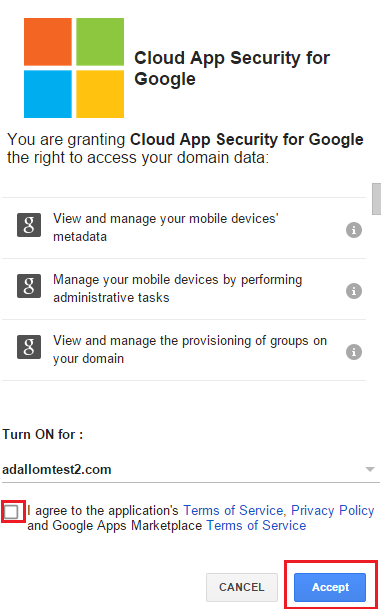 Cloud App Security for
Google
You are granting Cloud App Security for Google
the right to access your domain data:
g
View and manage your mobile devices'
metadata
i
g
Manage your mobile devices by performing
administrative tasks
i
g
View and manage the provisioning of groups on
your domain
i
Turn ON for :
adallomtest2.com
I agree to the application's Terms of Service, Privacy Policy
and Google Apps Marketplace Terms of Service
CANCEL
Accept